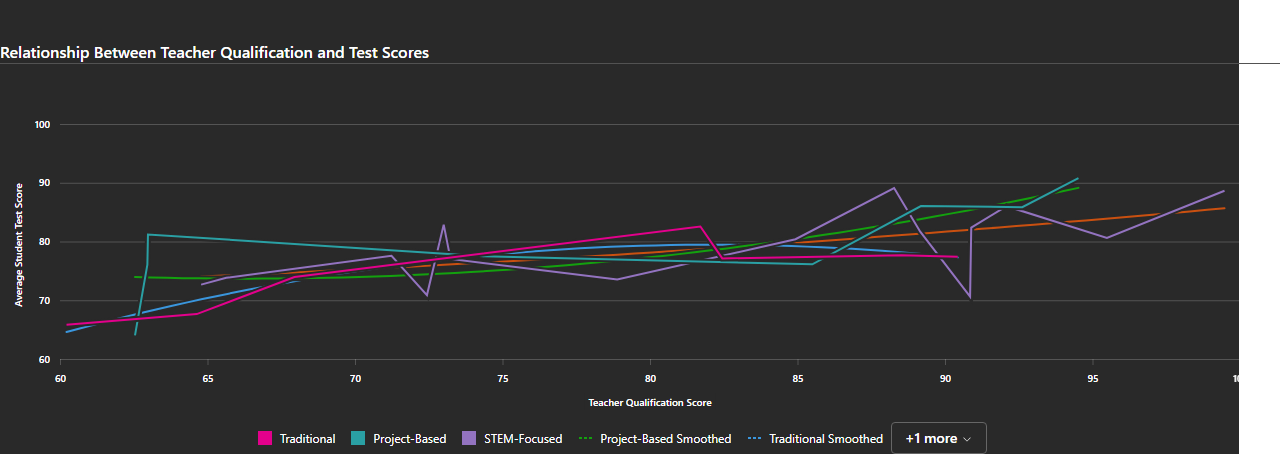 Relationship Between Teacher Qualification and Test Scores
100
90
80
70
60
Average Student Test Score
60 65 70 75 80 85 90 95
Teacher Qualification Score
Traditional Project-Based STEM-Focused Project-Based Smoothed Traditional Smoothed +1 more